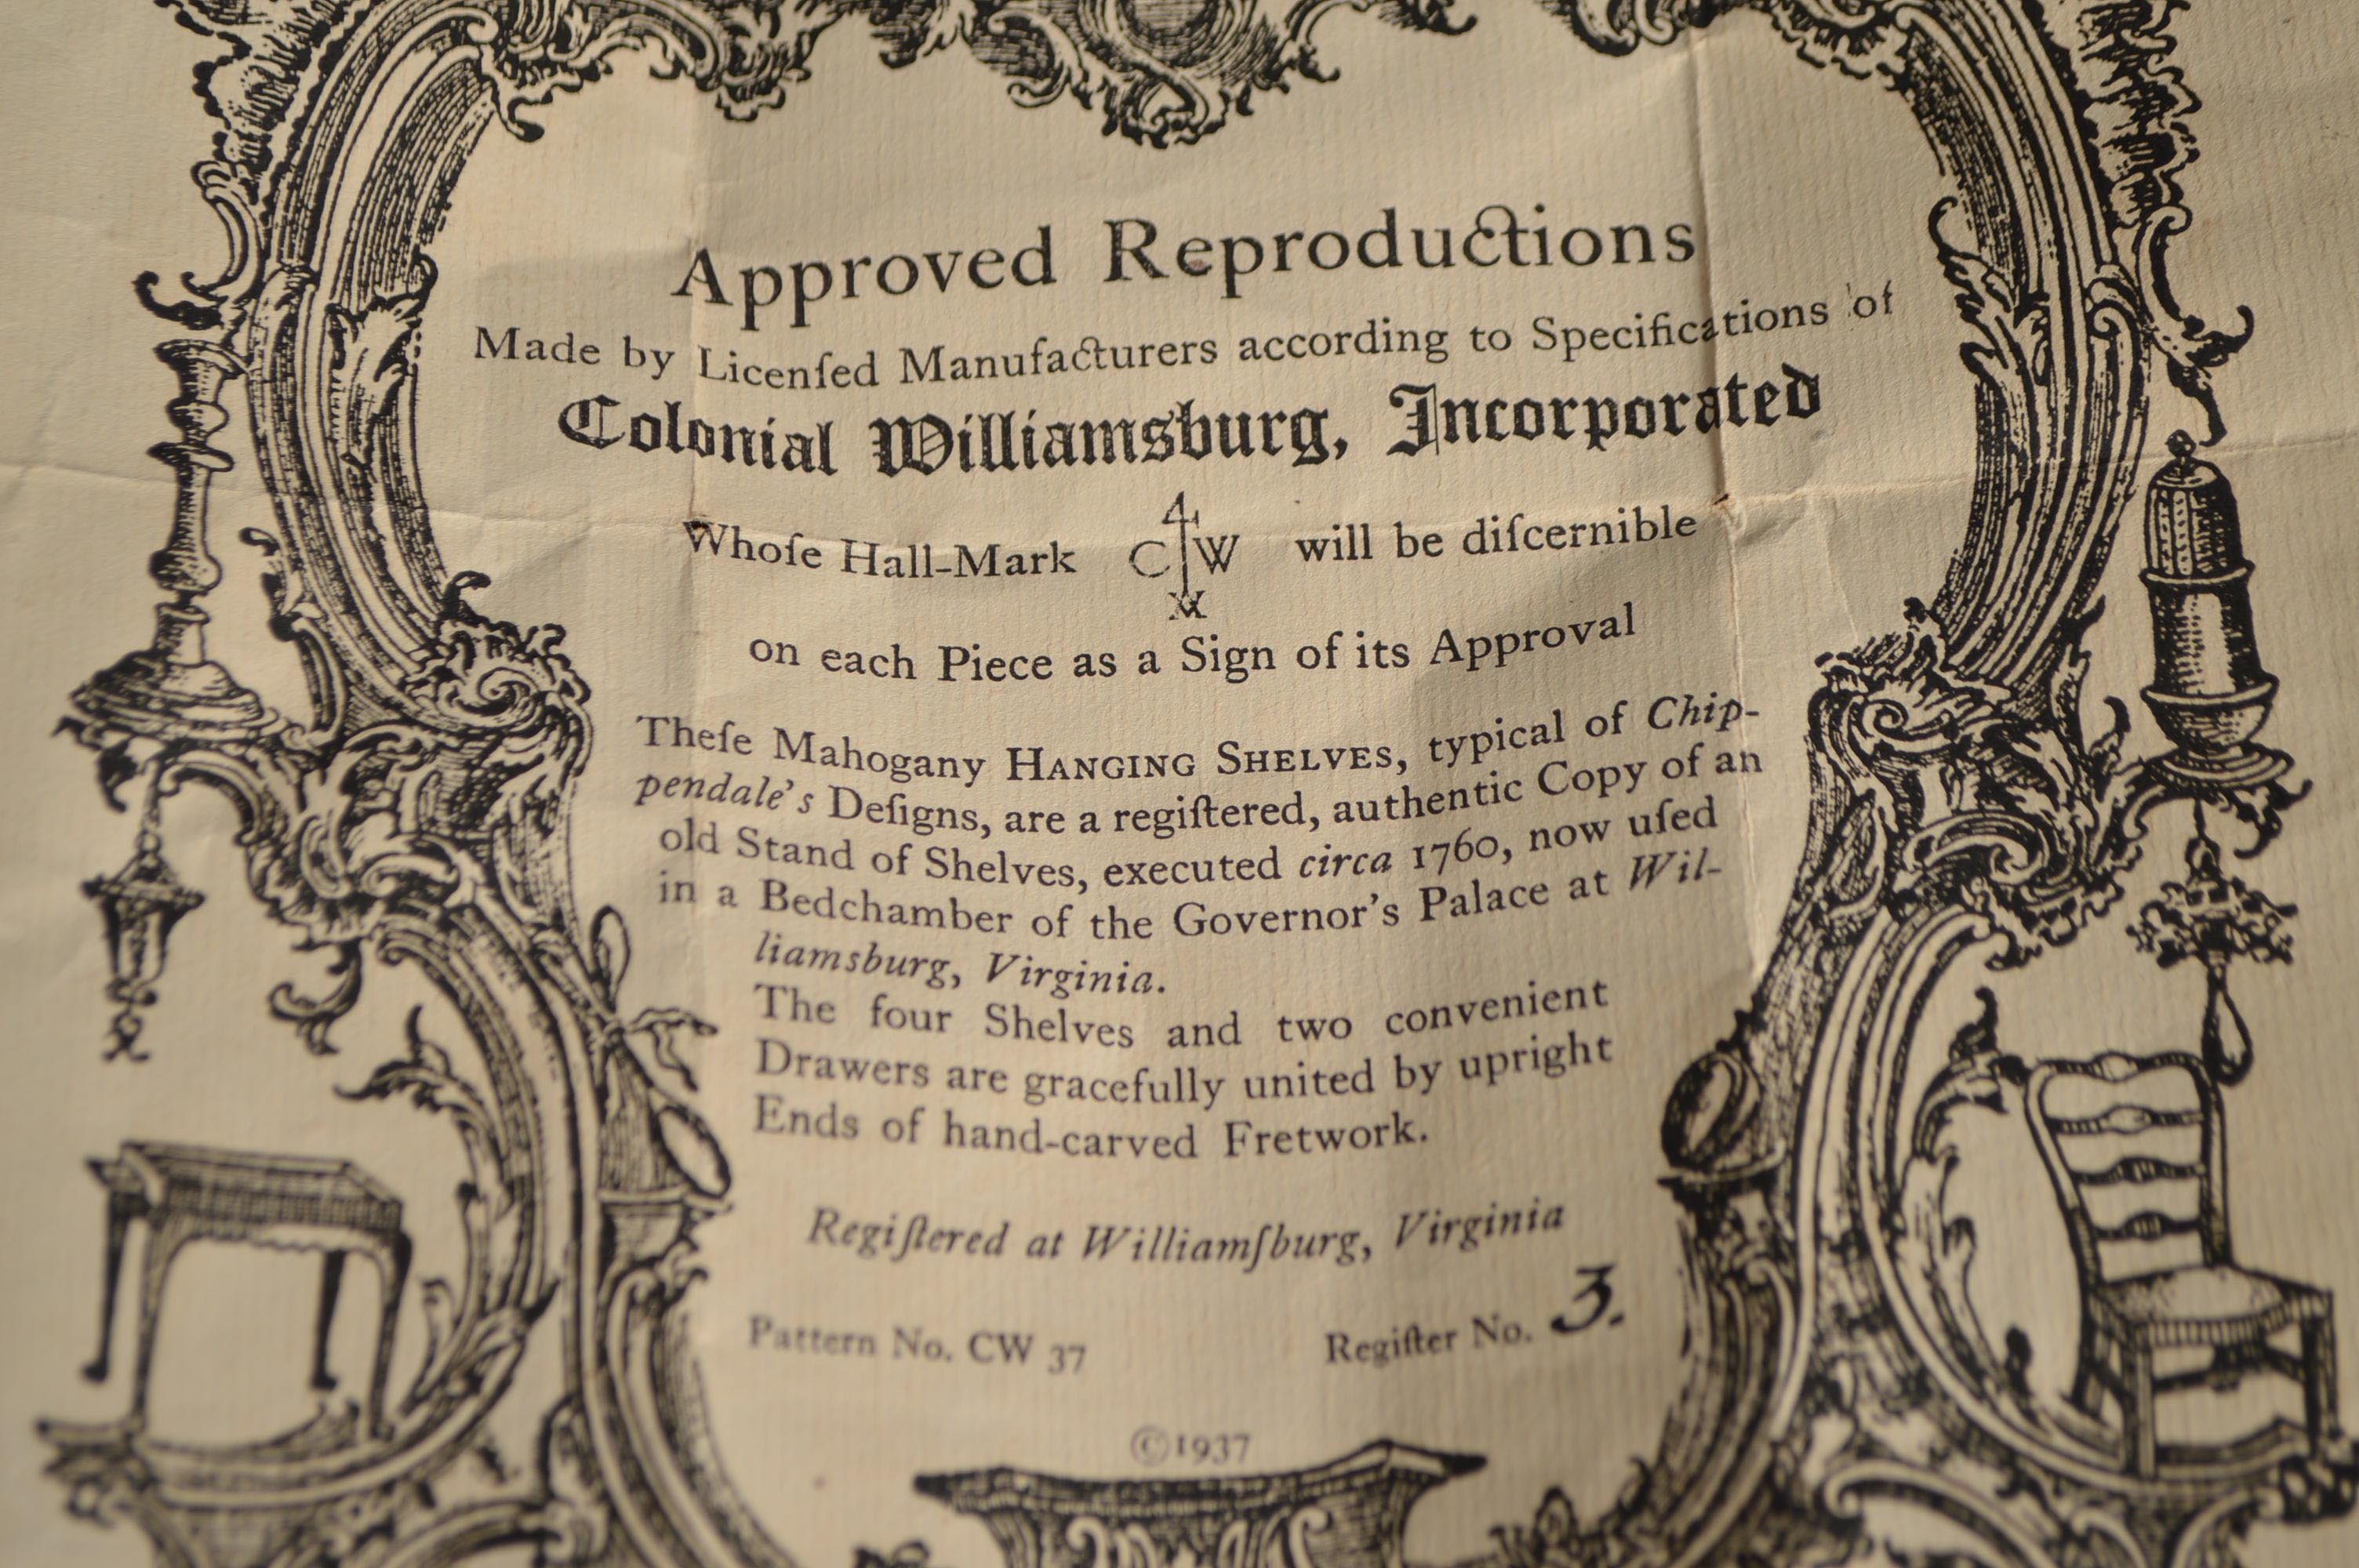 Approved Reproductions
Made by Licenſed Manufacturers according to Specifications of
Colonial Williamsburg, Incorporated
Whoſe Hall-Mark C W will be diſcernible
on each Piece as a Sign of its Approval
Theſe Mahogany HANGING SHELVES, typical of Chip-
pendale's Deſigns, are a regiſtered, authentic Copy of an
old Stand of Shelves, executed circa 1760, now uſed
in a Bedchamber of the Governor's Palace at Wil-
liamsburg, Virginia.
The four Shelves and two convenient
Drawers are gracefully united by upright
Ends of hand-carved Fretwork.
Regiſtered at Williamſburg, Virginia
Pattern No. CW 37 Regiſter No. 3.
©1937